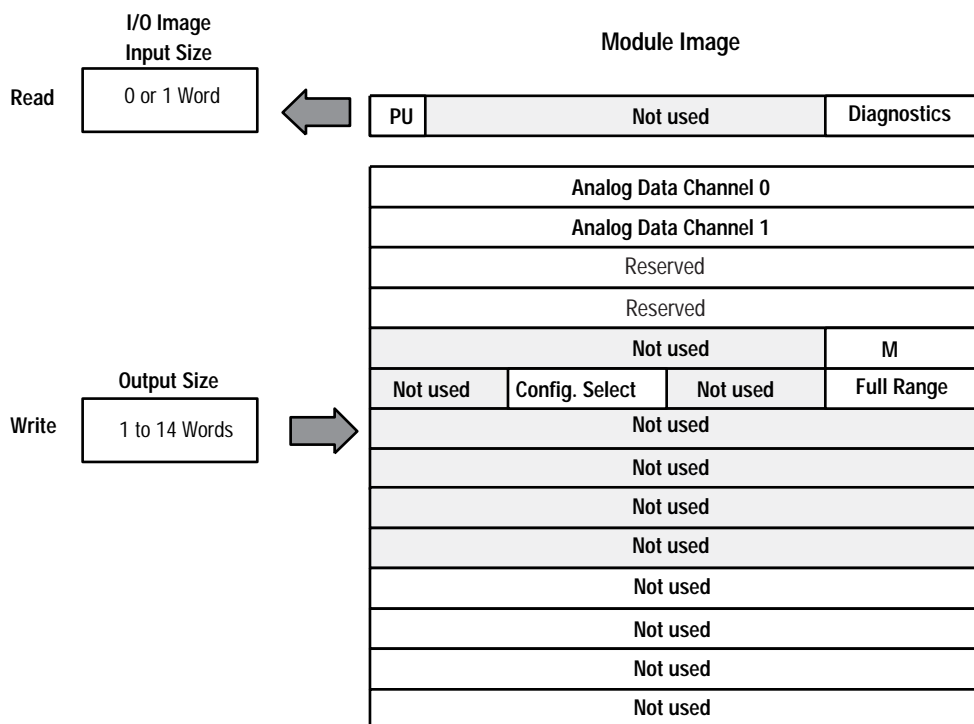 I/O Image
Input Size
Module Image
Read
0 or 1 Word
PU
Not used
Diagnostics
Analog Data Channel 0
Analog Data Channel 1
Reserved
Reserved
Not used
M
Output Size
Not used
Config. Select
Not used
Full Range
Write
1 to 14 Words
Not used
Not used
Not used
Not used
Not used
Not used
Not used
Not used